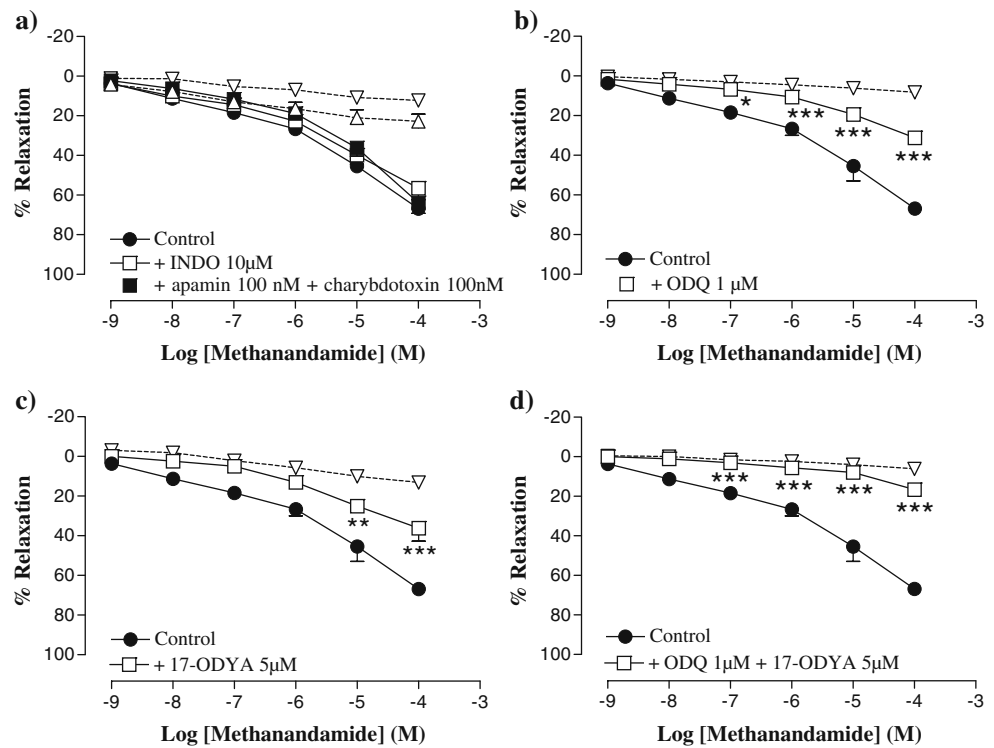 a)
-20
0
20
40
60
80
100
% Relaxation
Control
+ INDO 10μM
+ apamin 100 nM + charybdotoxin 100nM
-9 -8 -7 -6 -5 -4 -3
Log [Methanandamide] (M)
b)
-20
0
20
40
60
80
100
% Relaxation
*
***
***
***
Control
+ ODQ 1 μM
-9 -8 -7 -6 -5 -4 -3
Log [Methanandamide] (M)
c)
-20
0
20
40
60
80
100
% Relaxation
**
***
Control
+ 17-ODYA 5μM
-9 -8 -7 -6 -5 -4 -3
Log [Methanandamide] (M)
d)
-20
0
20
40
60
80
100
% Relaxation
***
***
***
***
Control
+ ODQ 1μM + 17-ODYA 5μM
-9 -8 -7 -6 -5 -4 -3
Log [Methanandamide] (M)